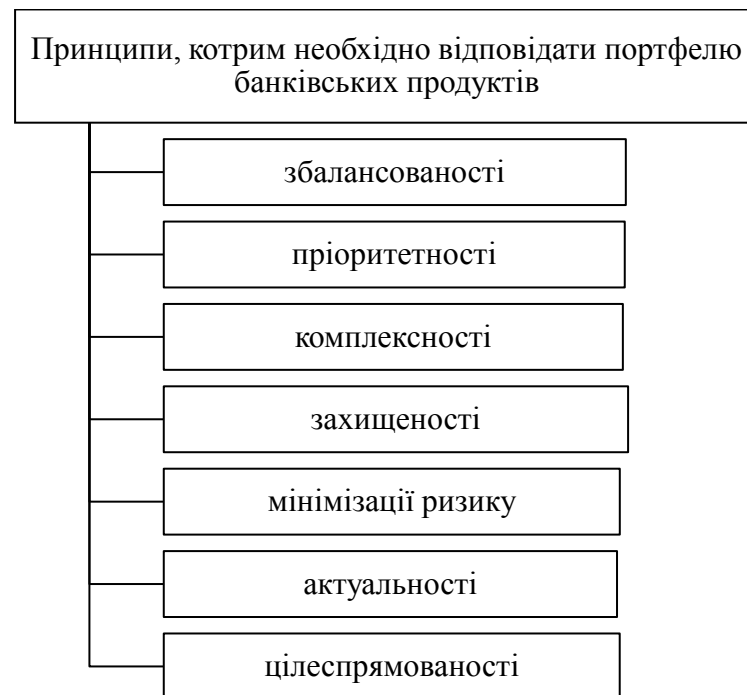 Принципи, котрим необхідно відповідати портфелю
банківських продуктів
збалансованості
пріоритетності
комплексності
захищеності
мінімізації ризику
актуальності
цілеспрямованості